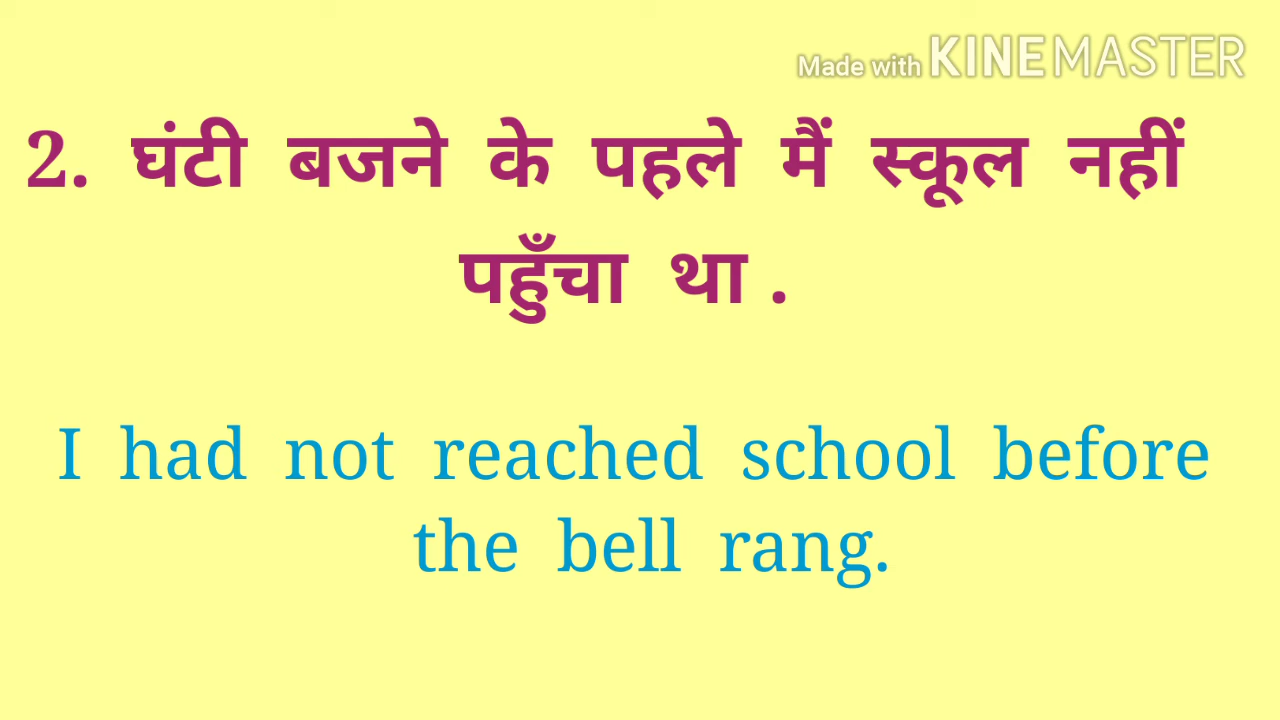 Made with KINEMASTER
2. घंटी बजने के पहले मैं स्कूल नहीं
पहुँचा था .
I had not reached school before
the bell rang.